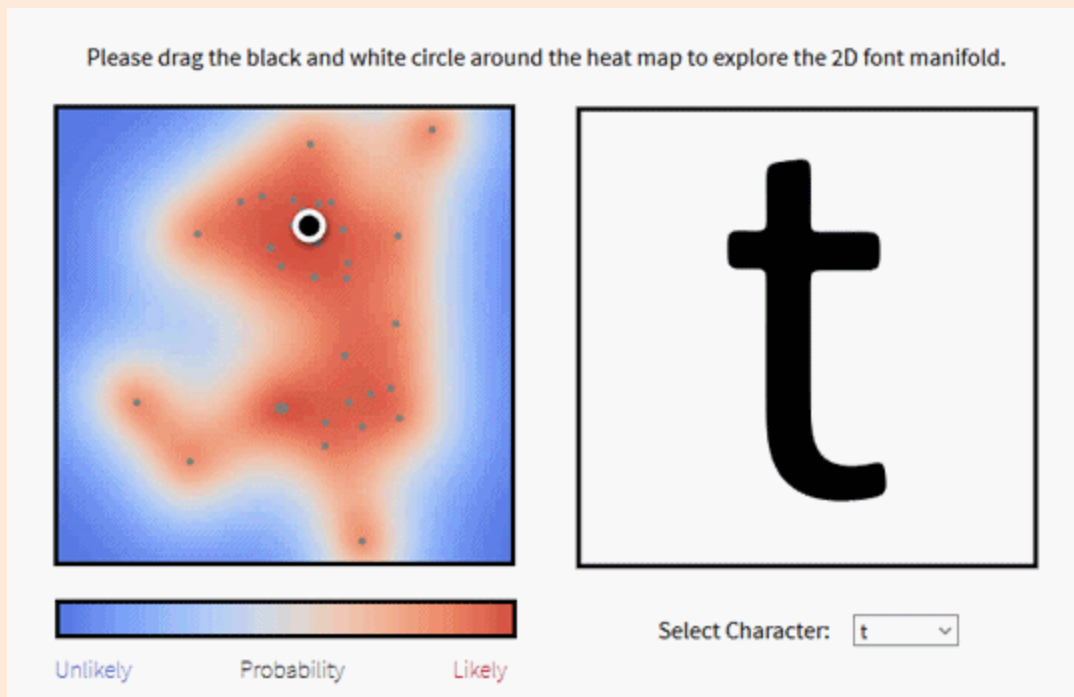 Please drag the black and white circle around the heat map to explore the 2D font manifold.
t
Select Character: t
Unlikely Probability Likely